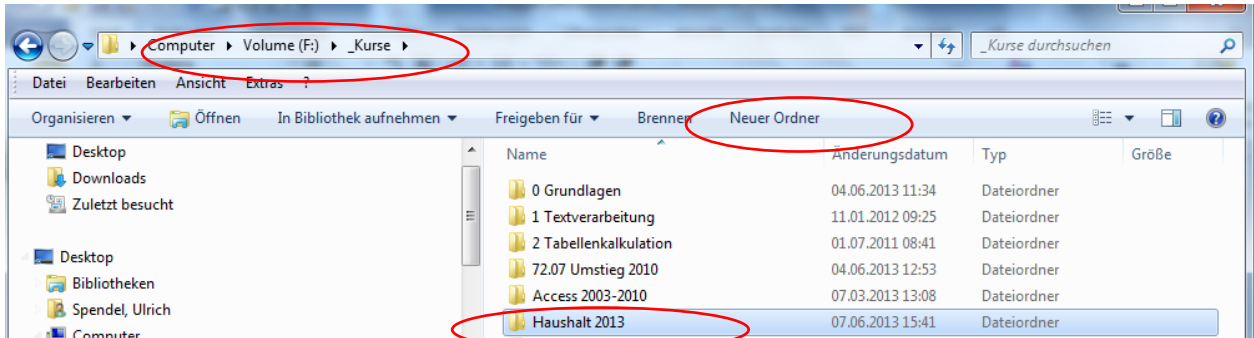 Computer ▸ Volume (F:) ▸ _Kurse ▸ _Kurse durchsuchen
Datei Bearbeiten Ansicht Extras ?
Organisieren Öffnen In Bibliothek aufnehmen Freigeben für Brennen Neuer Ordner
Desktop
Downloads
Zuletzt besucht
Desktop
Bibliotheken
Spendel, Ulrich
Computer
Name Änderungsdatum Typ Größe
0 Grundlagen 04.06.2013 11:34 Dateiordner
1 Textverarbeitung 11.01.2012 09:25 Dateiordner
2 Tabellenkalkulation 01.07.2011 08:41 Dateiordner
72.07 Umstieg 2010 04.06.2013 12:53 Dateiordner
Access 2003-2010 07.03.2013 13:08 Dateiordner
Haushalt 2013 07.06.2013 15:41 Dateiordner